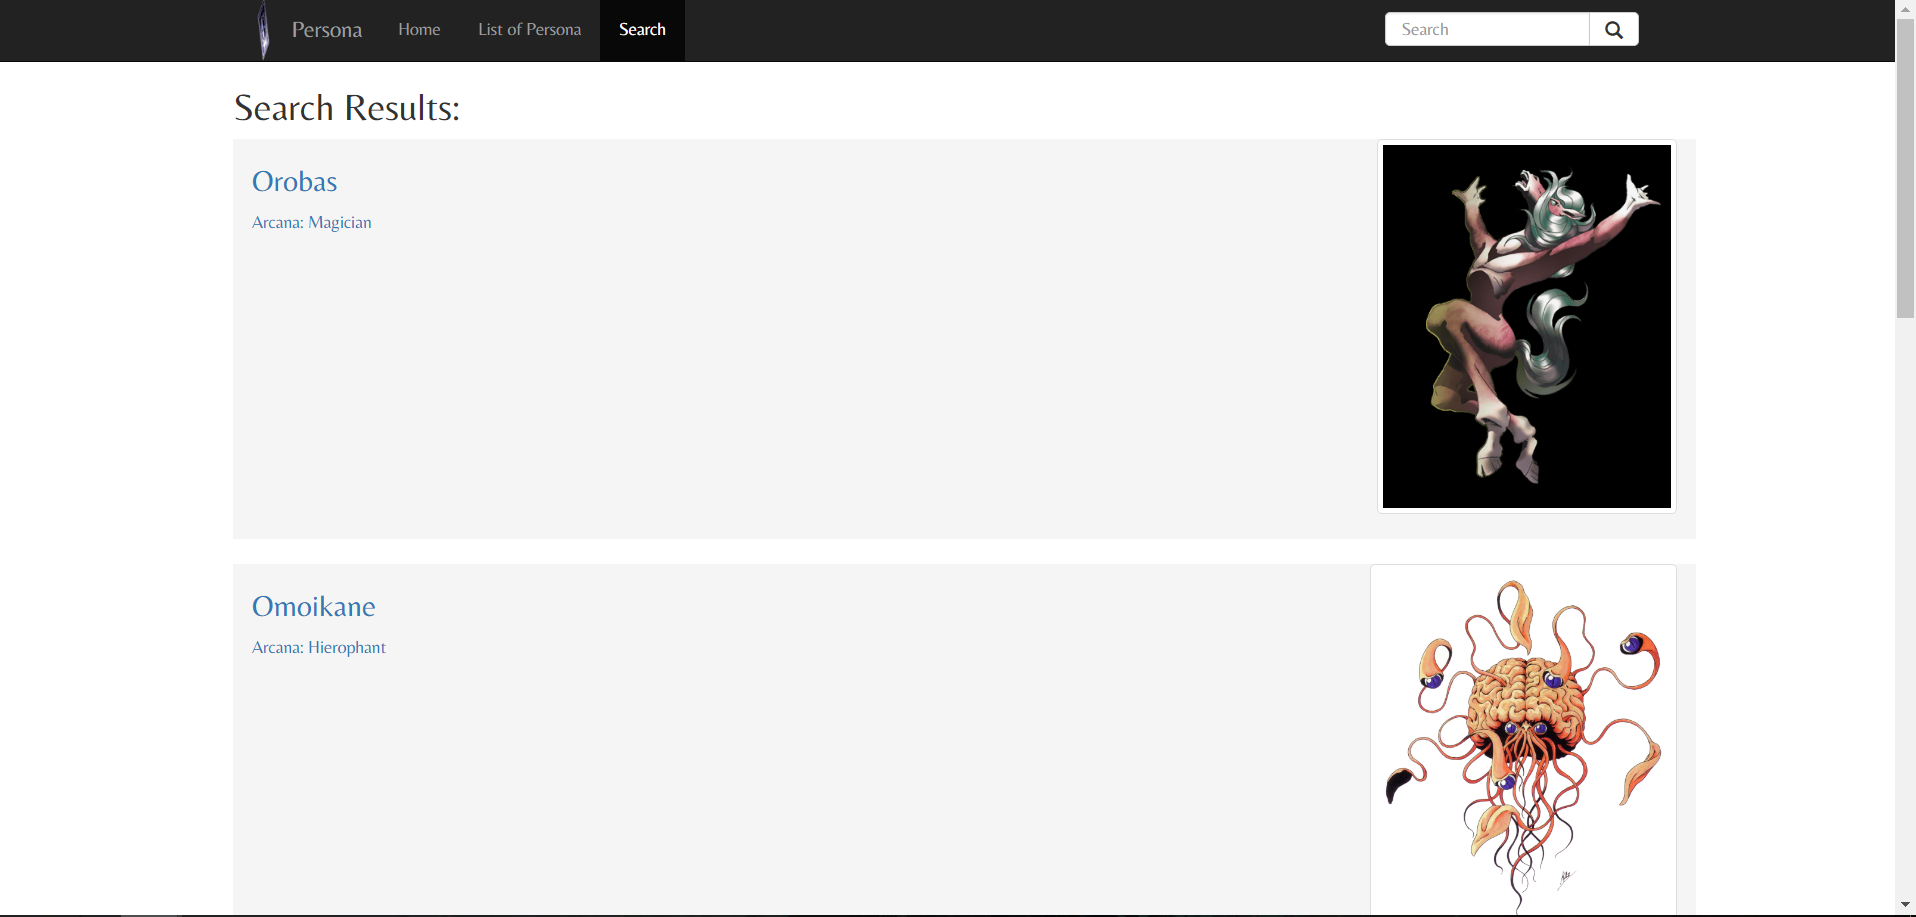 Persona
Home
List of Persona
Search
Search
Search Results:
Orobas
Arcana: Magician
Omoikane
Arcana: Hierophant